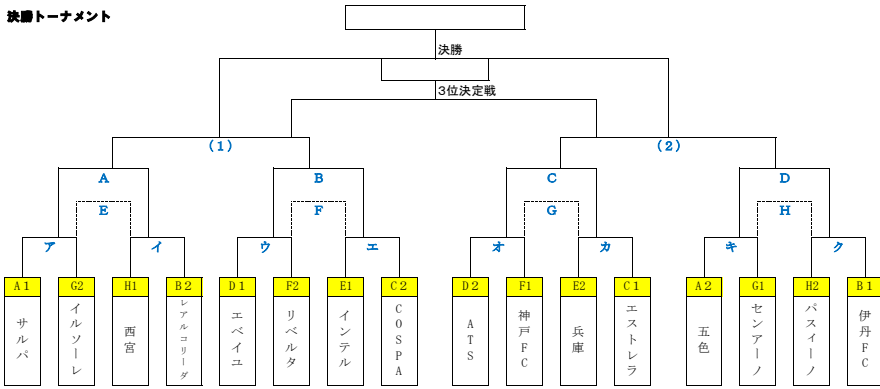 決勝トーナメント
決勝
3位決定戦
(1) (2)
A B C D
E F G H
ア イ ウ エ オ カ キ ク
A1 G2 H1 B2 D1 F2 E1 C2 D2 F1 E2 C1 A2 G1 H2 B1
サルパ
イルソーレ
西宮
レアルコリーダ
エベイユ
リベルタ
インテル
COSPA
ATS
神戸FC
兵庫
エストレラ
五色
センアーノ
パスィーノ
伊丹FC